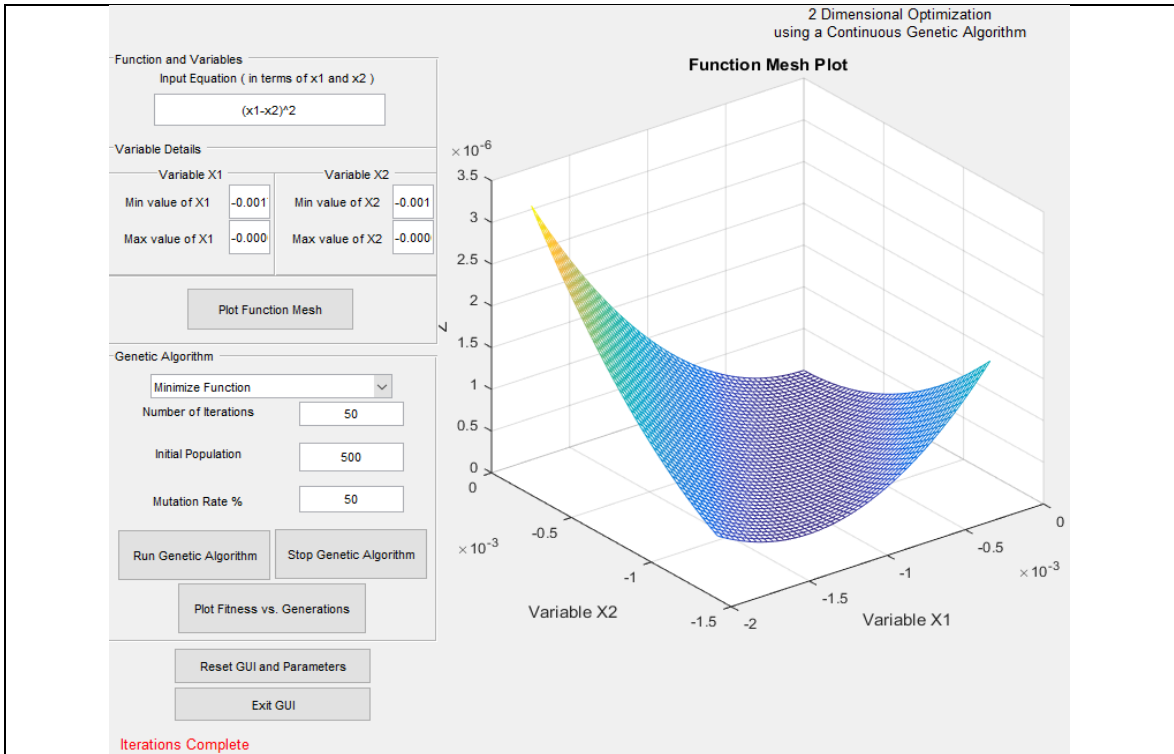 2 Dimensional Optimization
using a Continuous Genetic Algorithm
Function and Variables
Input Equation ( in terms of x1 and x2 )
(x1-x2)^2
Variable Details
Variable X1
Variable X2
Min value of X1
-0.001
Min value of X2
-0.001
Max value of X1
-0.000
Max value of X2
-0.000
Plot Function Mesh
Genetic Algorithm
Minimize Function
Number of Iterations
50
Initial Population
500
Mutation Rate %
50
Run Genetic Algorithm
Stop Genetic Algorithm
Plot Fitness vs. Generations
Reset GUI and Parameters
Exit GUI
Iterations Complete
Function Mesh Plot
×10^-6
3.5
3
2.5
2
1.5
1
0.5
0
0
-0.5
×10^-3
-1
-1.5
Variable X2
-2
-1.5
-1
-0.5
0
×10^-3
Variable X1